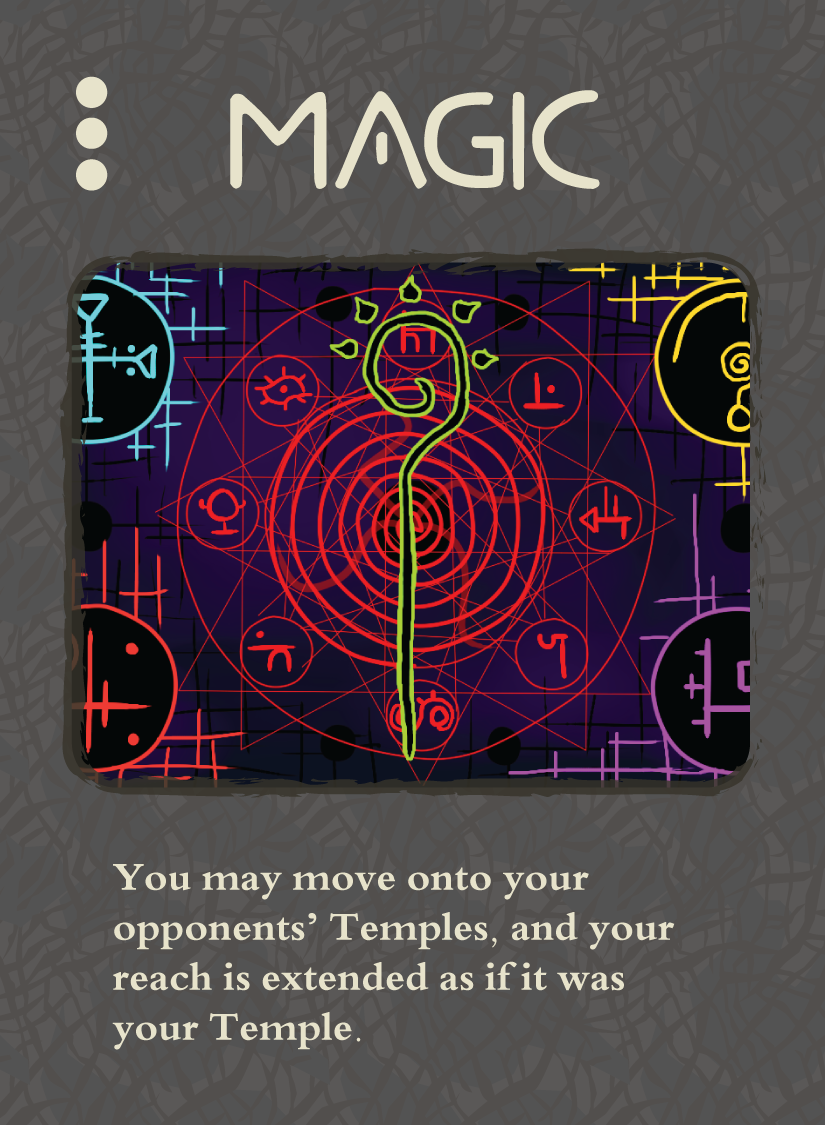 MAGIC
You may move onto your
opponents’ Temples, and your
reach is extended as if it was
your Temple.